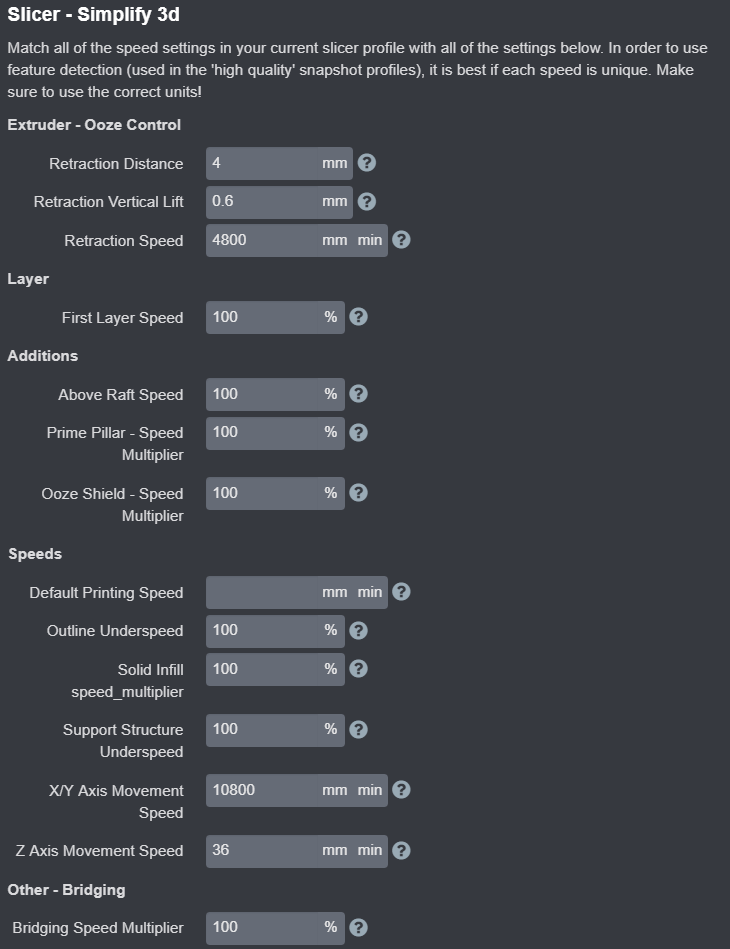 Slicer - Simplify 3d
Match all of the speed settings in your current slicer profile with all of the settings below. In order to use
feature detection (used in the 'high quality' snapshot profiles), it is best if each speed is unique. Make
sure to use the correct units!
Extruder - Ooze Control
Retraction Distance 4 mm ?
Retraction Vertical Lift 0.6 mm ?
Retraction Speed 4800 mm min ?
Layer
First Layer Speed 100 % ?
Additions
Above Raft Speed 100 % ?
Prime Pillar - Speed 100 % ?
Multiplier
Ooze Shield - Speed 100 % ?
Multiplier
Speeds
Default Printing Speed mm min ?
Outline Underspeed 100 % ?
Solid Infill 100 % ?
speed_multiplier
Support Structure 100 % ?
Underspeed
X/Y Axis Movement 10800 mm min ?
Speed
Z Axis Movement Speed 36 mm min ?
Other - Bridging
Bridging Speed Multiplier 100 % ?